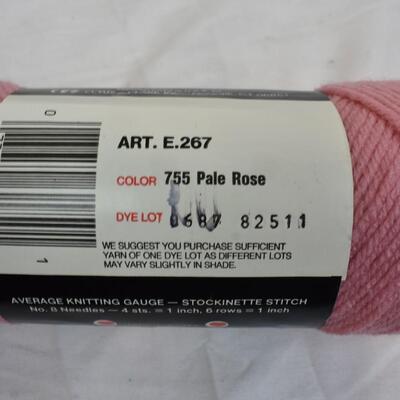 ART. E.267
COLOR 755 Pale Rose
DYE LOT 0687 82511
WE SUGGEST YOU PURCHASE SUFFICIENT
YARN OF ONE DYE LOT AS DIFFERENT LOTS
MAY VARY SLIGHTLY IN SHADE.
AVERAGE KNITTING GAUGE — STOCKINETTE STITCH
No. 8 Needles — 4 sts. = 1 inch, 6 rows = 1 inch
0
1